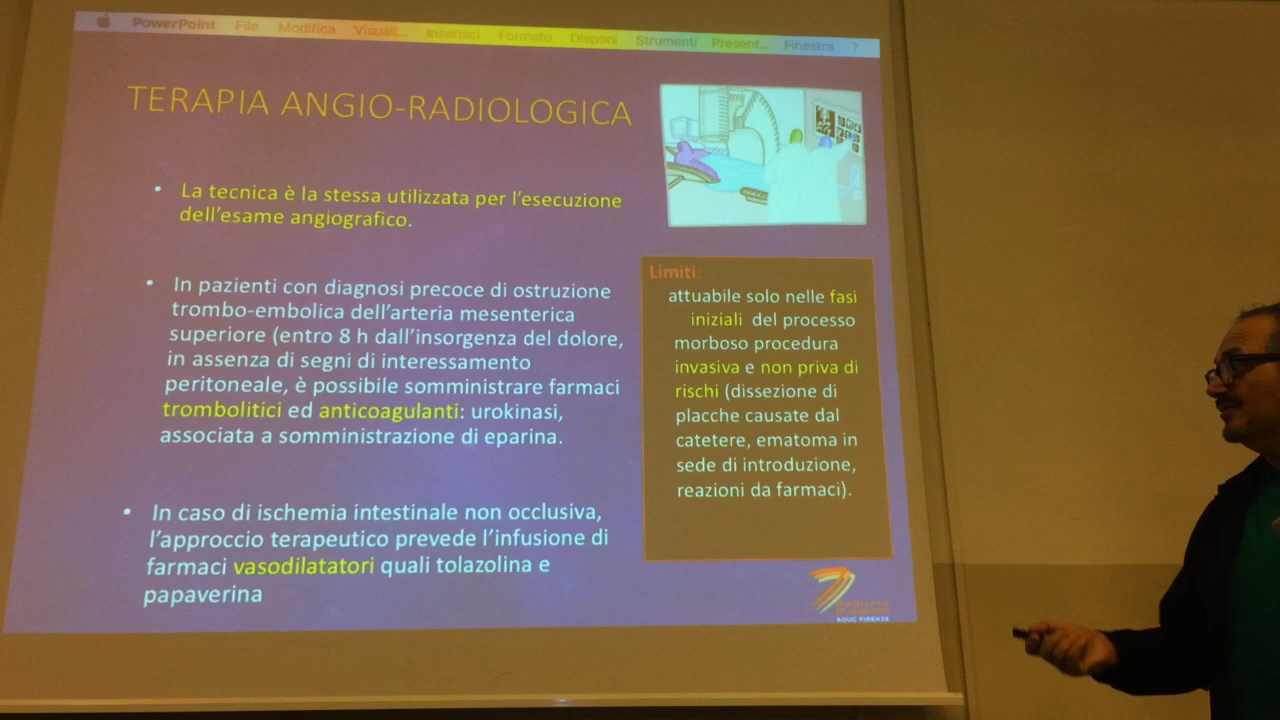 PowerPoint File Modifica Visuali... Inserisci Formato Disponi Strumenti Present... Finestra ?
TERAPIA ANGIO-RADIOLOGICA
• La tecnica è la stessa utilizzata per l'esecuzione
dell'esame angiografico.
• In pazienti con diagnosi precoce di ostruzione
trombo-embolica dell'arteria mesenterica
superiore (entro 8 h dall'insorgenza del dolore,
in assenza di segni di interessamento
peritoneale, è possibile somministrare farmaci
trombolitici ed anticoagulanti: urokinasi,
associata a somministrazione di eparina.
• In caso di ischemia intestinale non occlusiva,
l'approccio terapeutico prevede l'infusione di
farmaci vasodilatatori quali tolazolina e
papaverina
Limiti:
attuabile solo nelle fasi
iniziali del processo
morboso procedura
invasiva e non priva di
rischi (dissezione di
placche causate dal
catetere, ematoma in
sede di introduzione,
reazioni da farmaci).
FIRENZE